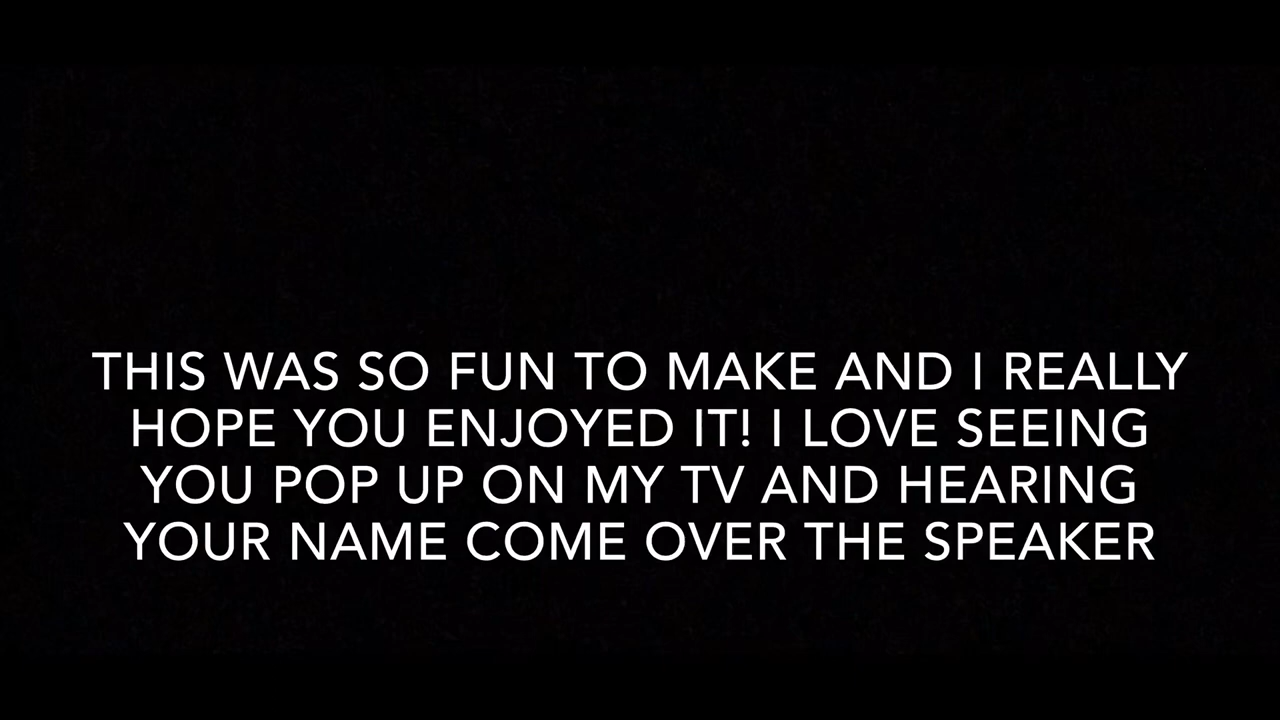 THIS WAS SO FUN TO MAKE AND I REALLY
HOPE YOU ENJOYED IT! I LOVE SEEING
YOU POP UP ON MY TV AND HEARING
YOUR NAME COME OVER THE SPEAKER